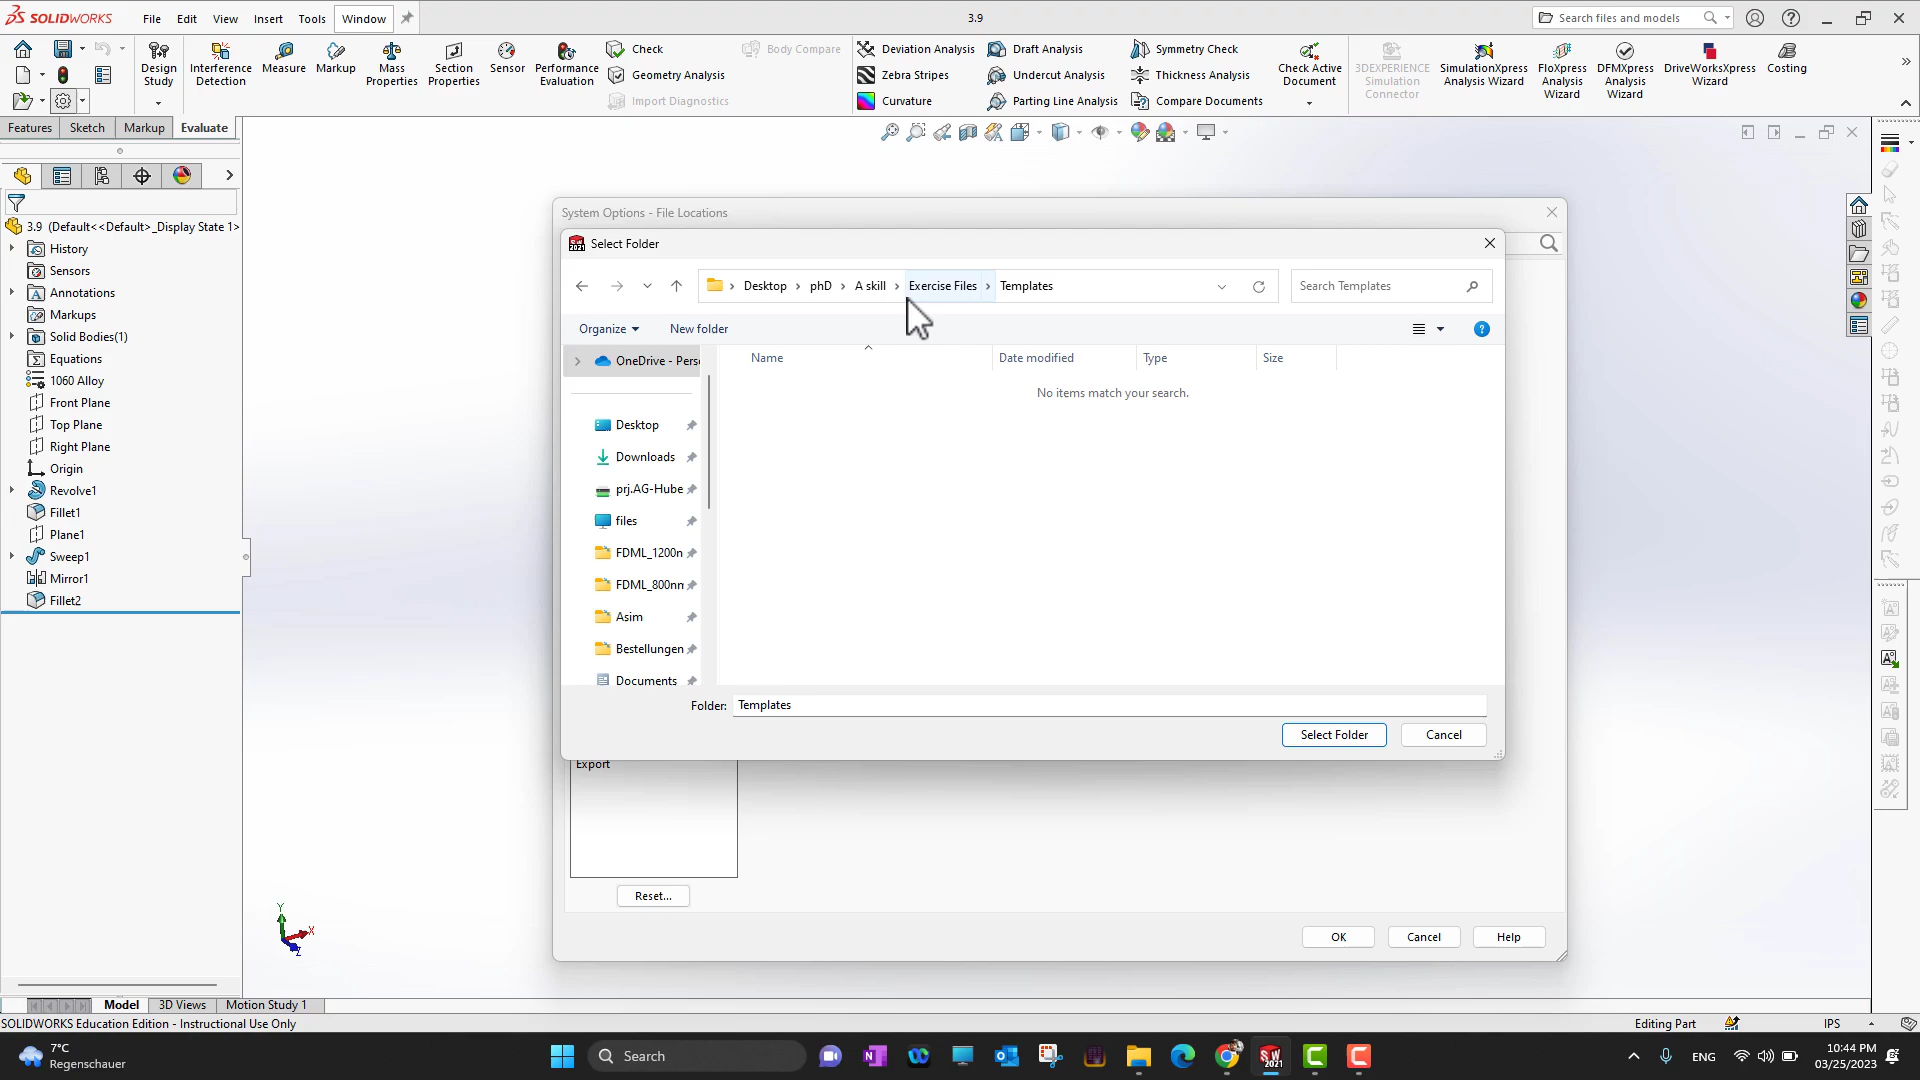 SOLIDWORKS File Edit View Insert Tools Window 3.9 Search files and models
Design Study
Interference Detection
Measure
Markup
Mass Properties
Section Properties
Sensor
Performance Evaluation
Check
Geometry Analysis
Import Diagnostics
Body Compare
Deviation Analysis
Zebra Stripes
Curvature
Draft Analysis
Undercut Analysis
Parting Line Analysis
Symmetry Check
Thickness Analysis
Compare Documents
Check Active Document
3DEXPERIENCE Simulation Connector
SimulationXpress Analysis Wizard
FloXpress Analysis Wizard
DFMXpress Analysis Wizard
DriveWorksXpress Wizard
Costing
Features Sketch Markup Evaluate
3.9 (Default<<Default>_Display State 1>
History
Sensors
Annotations
Markups
Solid Bodies(1)
Equations
1060 Alloy
Front Plane
Top Plane
Right Plane
Origin
Revolve1
Fillet1
Plane1
Sweep1
Mirror1
Fillet2
System Options - File Locations
SW 2021 Select Folder
Desktop > phD > A skill > Exercise Files > Templates
Search Templates
Organize New folder
OneDrive - Pers
Desktop
Downloads
prj.AG-Hube
files
FDML_1200n
FDML_800nn
Asim
Bestellungen
Documents
Name Date modified Type Size
No items match your search.
Folder: Templates
Select Folder Cancel
Export
Reset...
OK Cancel Help
Y
X
Z
Model 3D Views Motion Study 1
SOLIDWORKS Education Edition - Instructional Use Only
Editing Part IPS
7°C
Regenschauer
Search
SW 2021
ENG
10:44 PM
03/25/2023